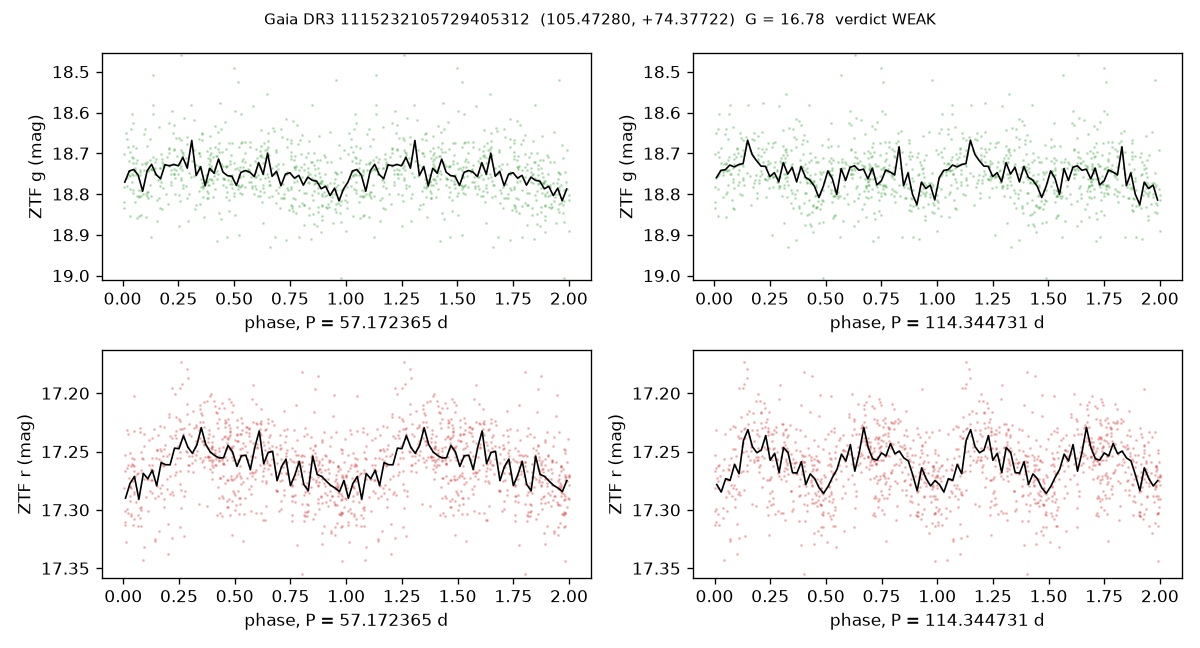 Gaia DR3 1115232105729405312 (105.47280, +74.37722) G = 16.78 verdict WEAK
ZTF g (mag)
18.5
18.6
18.7
18.8
18.9
19.0
0.00 0.25 0.50 0.75 1.00 1.25 1.50 1.75 2.00
phase, P = 57.172365 d
ZTF g (mag)
18.5
18.6
18.7
18.8
18.9
19.0
0.00 0.25 0.50 0.75 1.00 1.25 1.50 1.75 2.00
phase, P = 114.344731 d
ZTF r (mag)
17.20
17.25
17.30
17.35
0.00 0.25 0.50 0.75 1.00 1.25 1.50 1.75 2.00
phase, P = 57.172365 d
ZTF r (mag)
17.20
17.25
17.30
17.35
0.00 0.25 0.50 0.75 1.00 1.25 1.50 1.75 2.00
phase, P = 114.344731 d